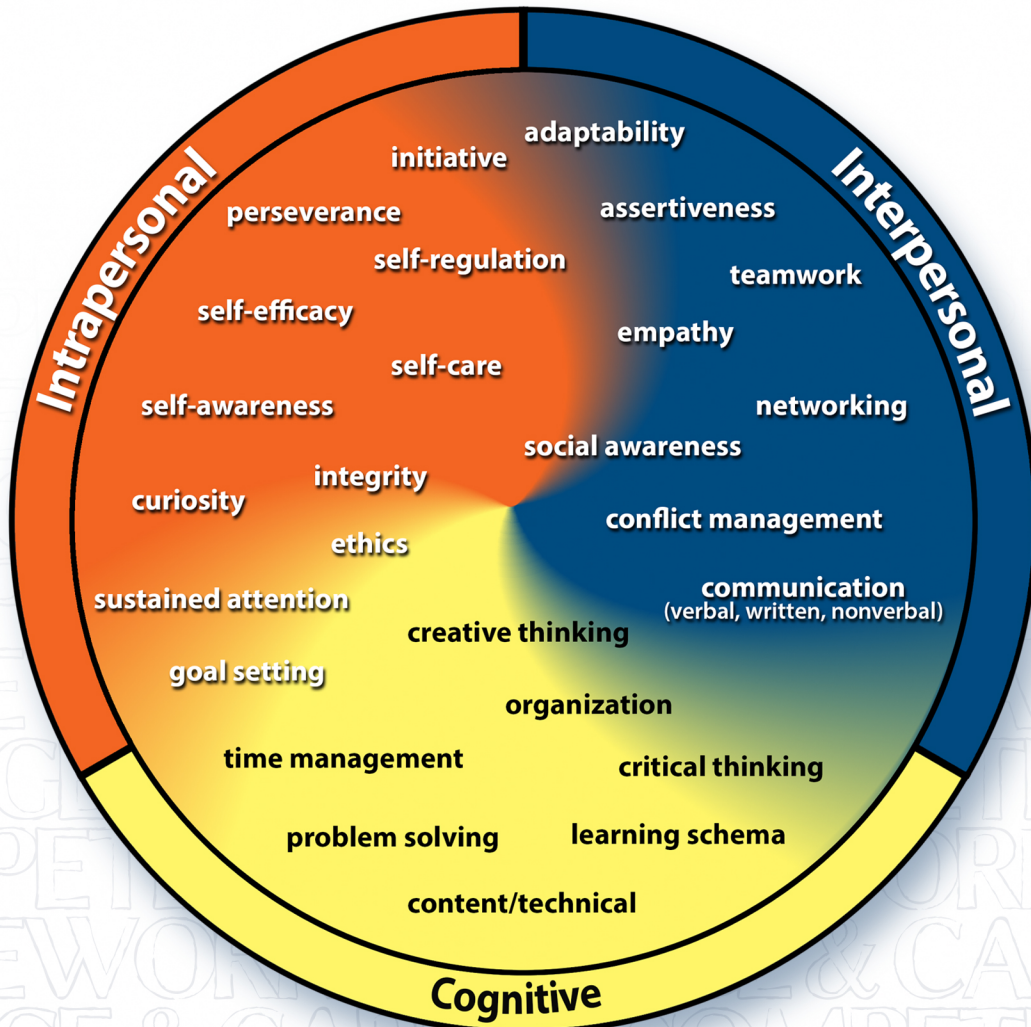 Intrapersonal
Interpersonal
adaptability
initiative
assertiveness
perseverance
self-regulation
teamwork
self-efficacy
empathy
self-care
self-awareness
networking
social awareness
integrity
curiosity
conflict management
ethics
communication
(verbal, written, nonverbal)
sustained attention
creative thinking
goal setting
organization
time management
critical thinking
problem solving
learning schema
content/technical
Cognitive